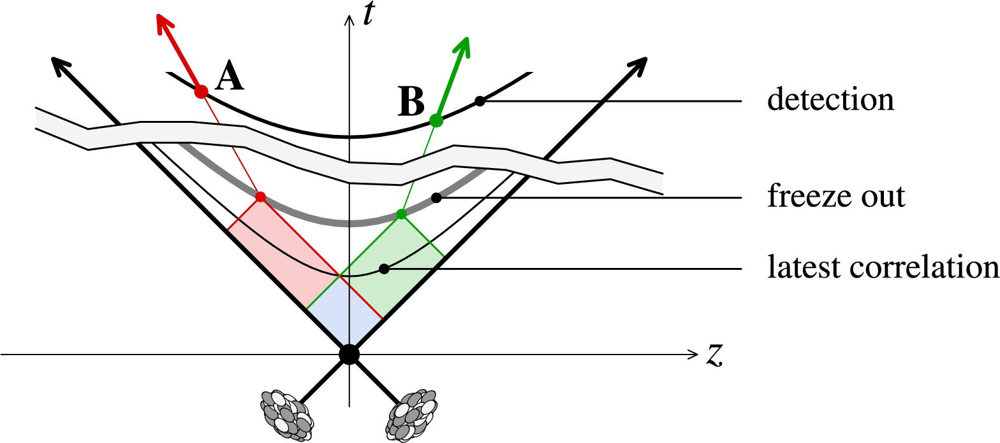 t
A
B
detection
freeze out
latest correlation
z